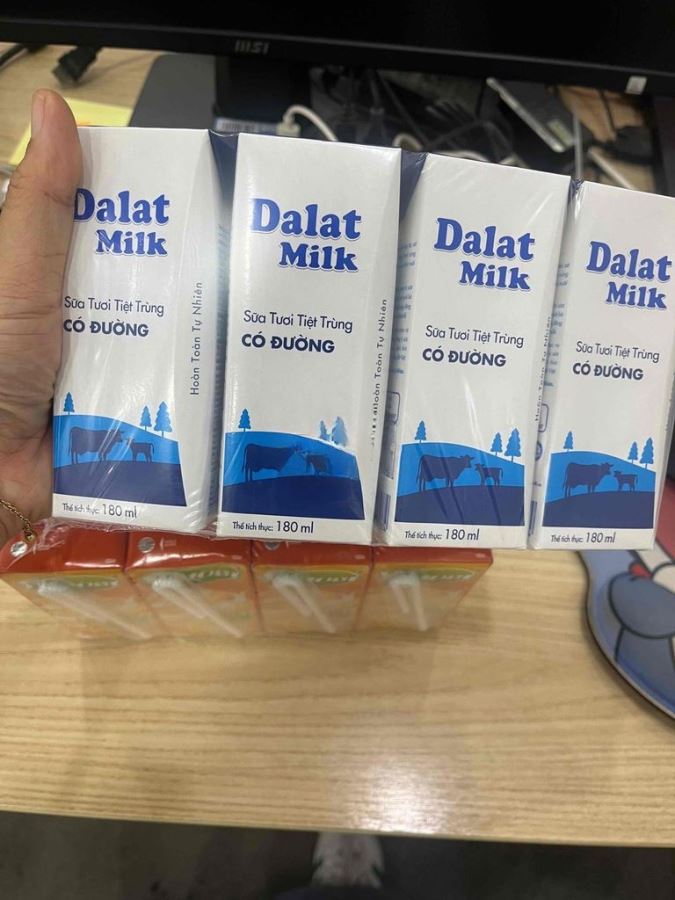 msi
Dalat
Milk
Sữa Tươi Tiệt Trùng
CÓ ĐƯỜNG
Hoàn Toàn Tự Nhiên
Thể tích thực: 180 ml
Dalat
Milk
Sữa Tươi Tiệt Trùng
CÓ ĐƯỜNG
Toàn Tự Nhiên
Thể tích thực: 180 ml
Dalat
Milk
Sữa Tươi Tiệt Trùng
CÓ ĐƯỜNG
Hoàn Toàn Tự Nhiên
Thể tích thực: 180 ml
Dalat
Milk
Sữa Tươi Tiệt Trùng
CÓ ĐƯỜNG
Thể tích thực: 180 ml